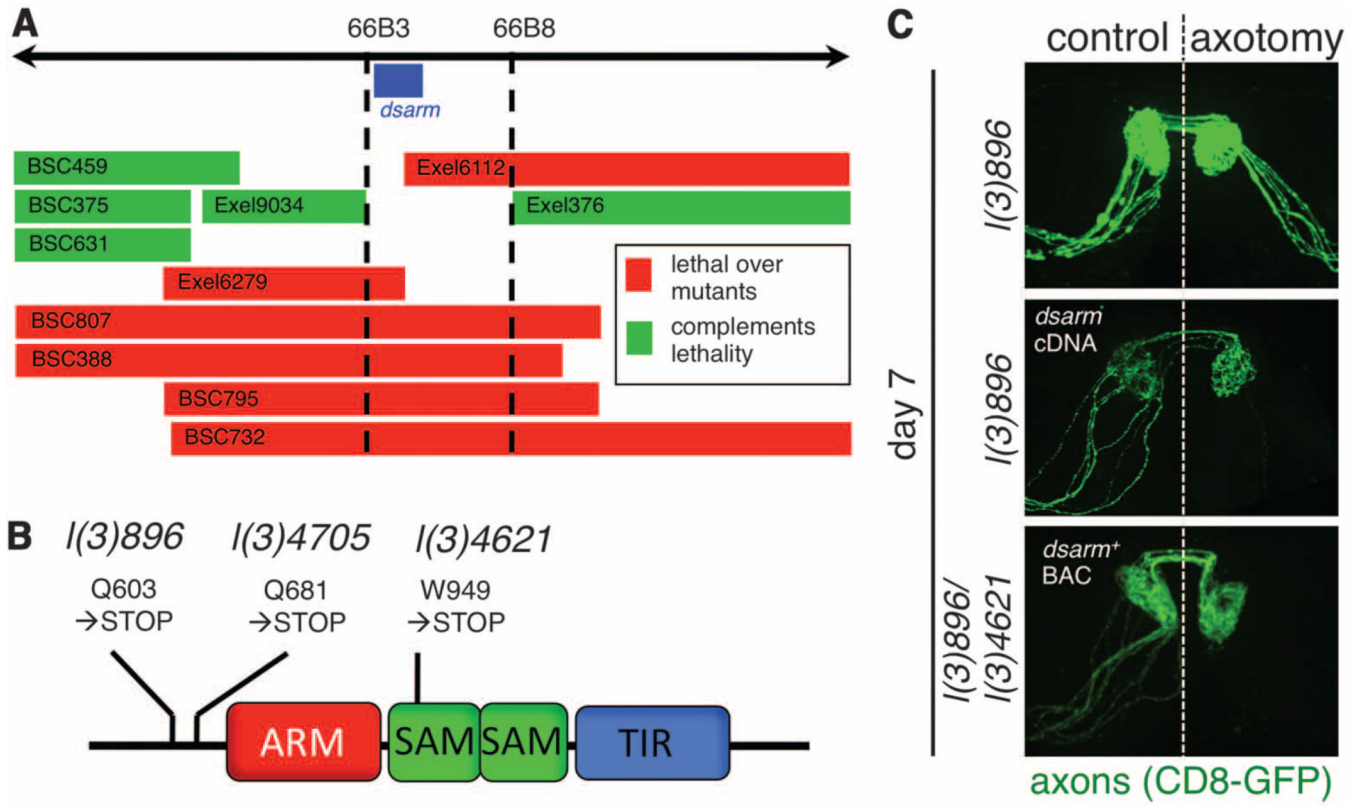 A
66B3
66B8
dsarm
BSC459
Exel6112
BSC375
Exel9034
Exel376
BSC631
Exel6279
BSC807
BSC388
BSC795
BSC732
lethal over
mutants
complements
lethality
B
l(3)896
l(3)4705
l(3)4621
Q603
→STOP
Q681
→STOP
W949
→STOP
ARM
SAM
SAM
TIR
C
control
axotomy
day 7
l(3)896
l(3)896
dsarm+
cDNA
l(3)896/
l(3)4621
dsarm+
BAC
axons (CD8-GFP)